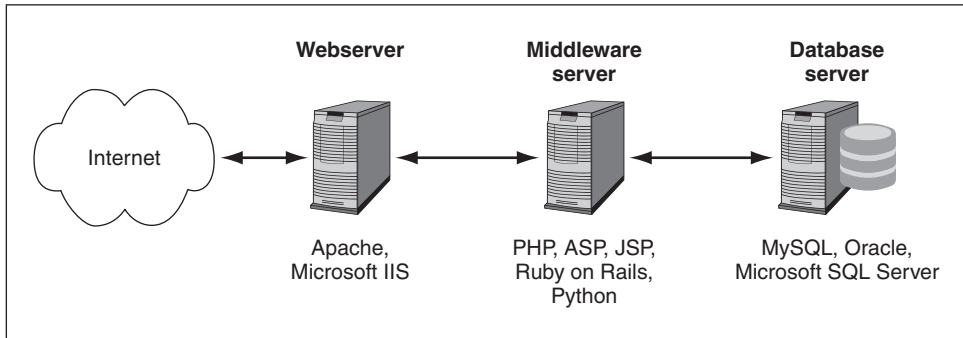 Webserver
Middleware
server
Database
server
Internet
Apache,
Microsoft IIS
PHP, ASP, JSP,
Ruby on Rails,
Python
MySQL, Oracle,
Microsoft SQL Server